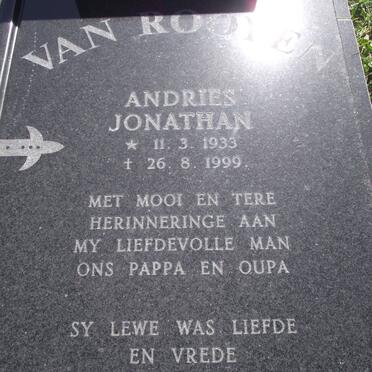 VAN ROOYEN
ANDRIES
JONATHAN
★ 11. 3. 1933
† 26. 8. 1999
MET MOOI EN TERE
HERINNERINGE AAN
MY LIEFDEVOLLE MAN
ONS PAPPA EN OUPA
SY LEWE WAS LIEFDE
EN VREDE